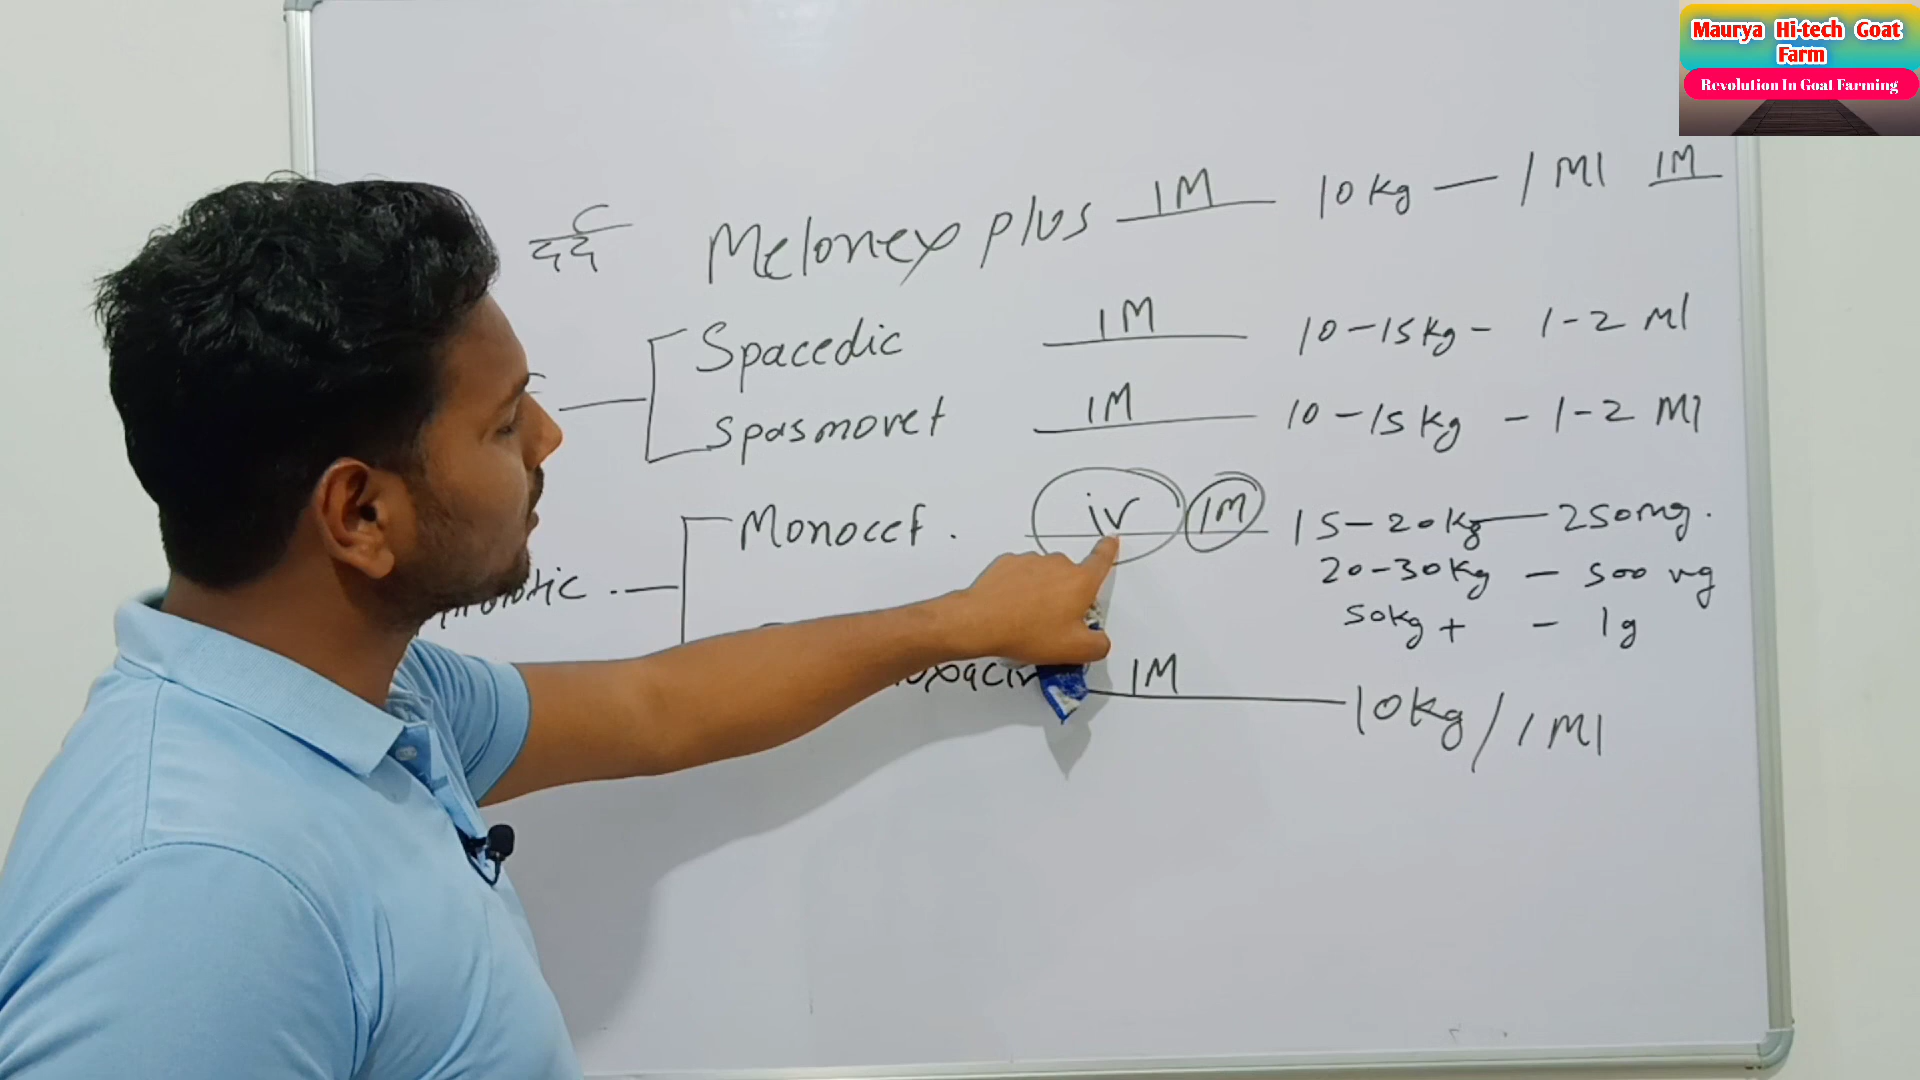 Maurya Hi-tech Goat
Farm
Revolution In Goat Farming
दर्द Melonex plus IM 10 kg — 1 Ml IM
Spacedic IM 10-15 kg - 1-2 Ml
Spasmovet IM 10-15 kg - 1-2 Ml
Monocef. iv IM 15-20 kg — 250 mg.
20-30 kg - 500 mg
50 kg + - 1 g
IM 10 kg / 1 Ml